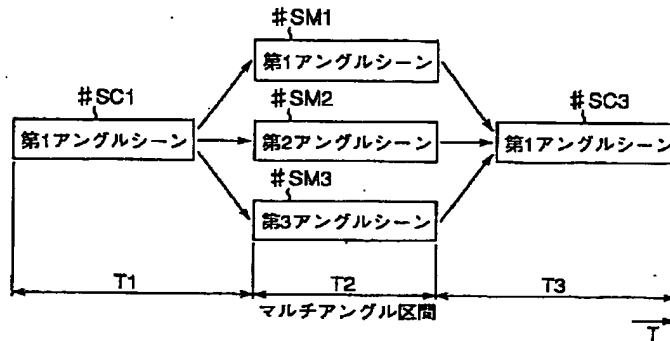 #SM1
第1アングルシーン
#SC1
第1アングルシーン
#SM2
第2アングルシーン
#SC3
第1アングルシーン
#SM3
第3アングルシーン
T1
T2
T3
マルチアングル区間
T